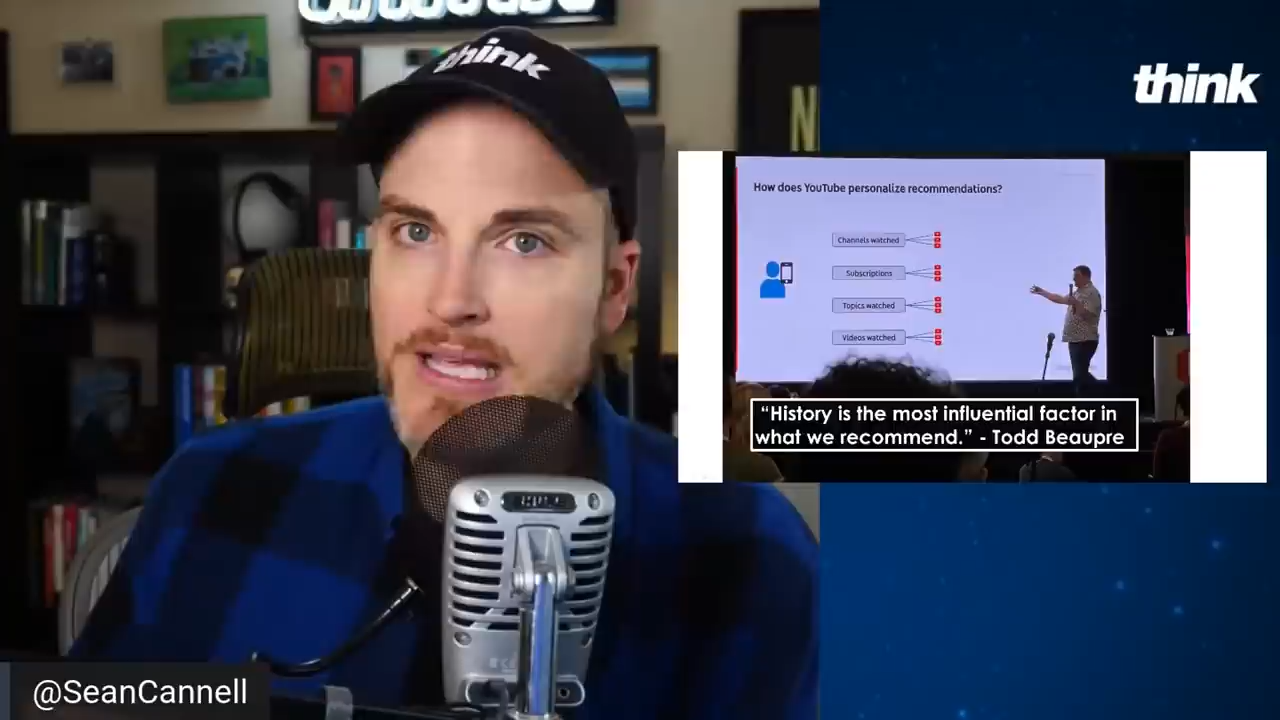 think
think
How does YouTube personalize recommendations?
Channels watched
Subscriptions
Topics watched
Videos watched
“History is the most influential factor in
what we recommend.” - Todd Beaupre
@SeanCannell